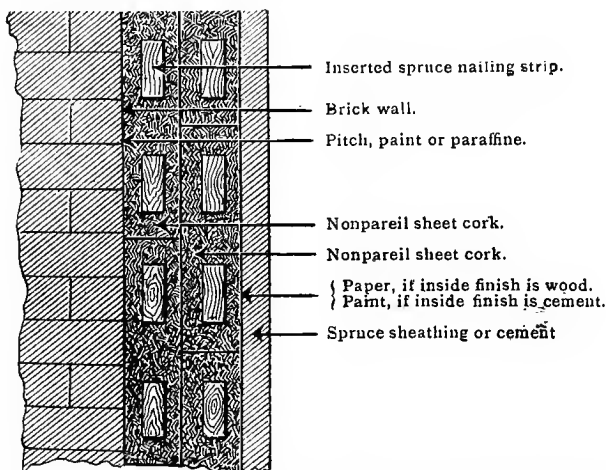 Inserted spruce nailing strip.
Brick wall.
Pitch, paint or paraffine.
Nonpareil sheet cork.
Nonpareil sheet cork.
{ Paper, if inside finish is wood.
{ Paint, if inside finish is cement.
Spruce sheathing or cement